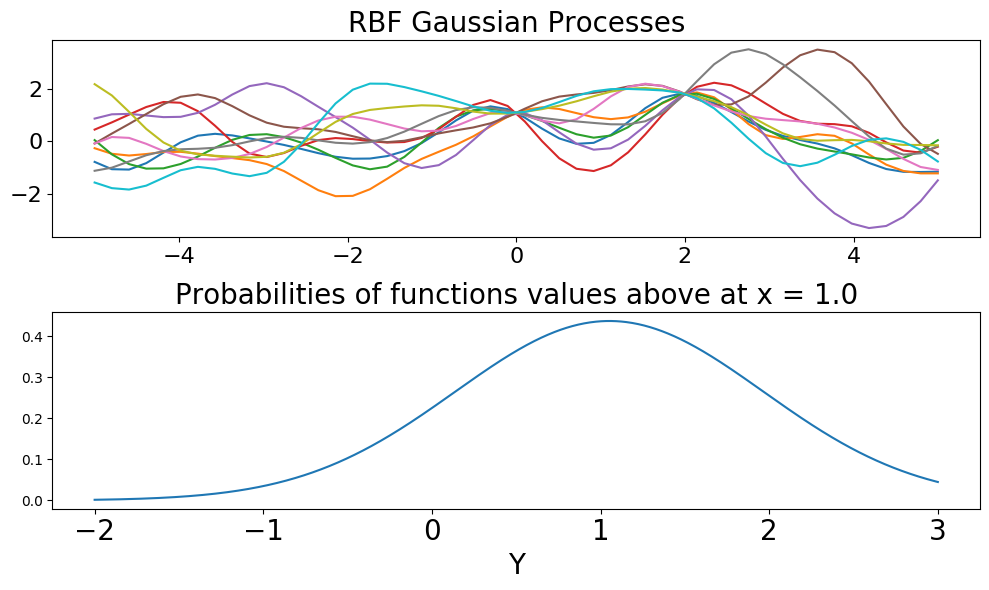 RBF Gaussian Processes
2
0
−2
−4 −2 0 2 4
Probabilities of functions values above at x = 1.0
0.4
0.3
0.2
0.1
0.0
−2 −1 0 1 2 3
Y